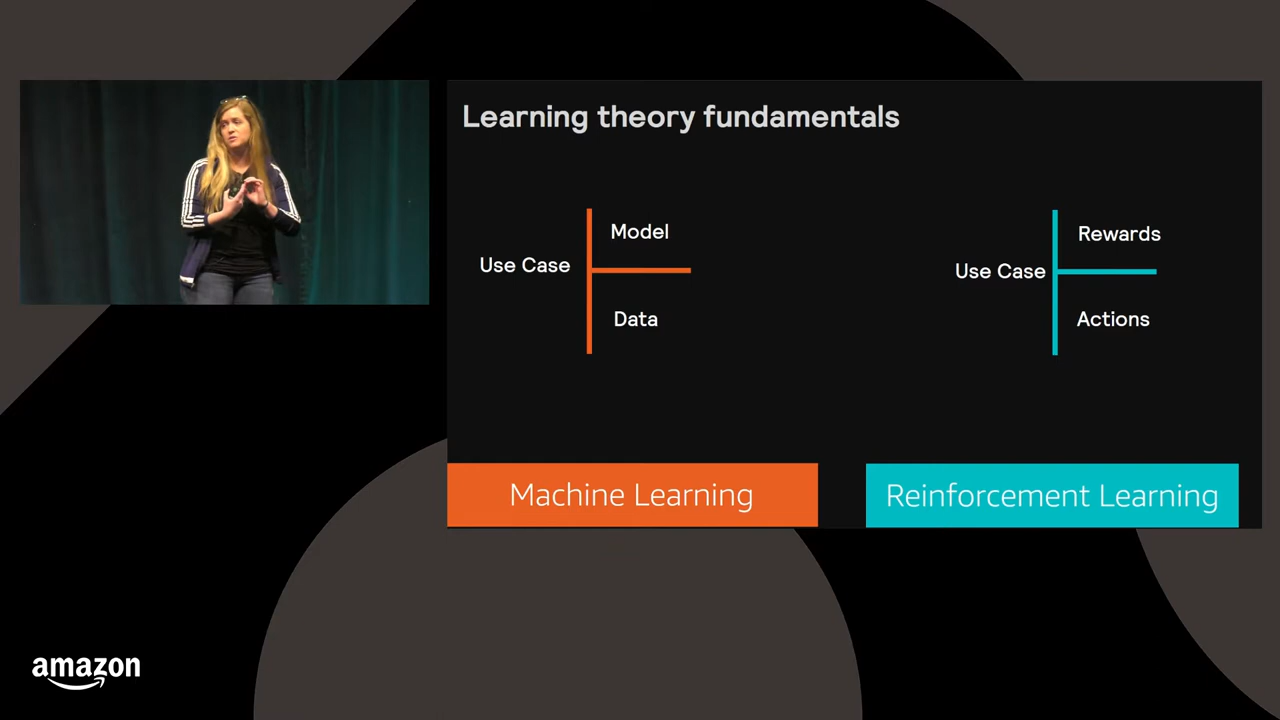 Learning theory fundamentals
Model
Use Case
Data
Rewards
Use Case
Actions
Machine Learning
Reinforcement Learning
amazon